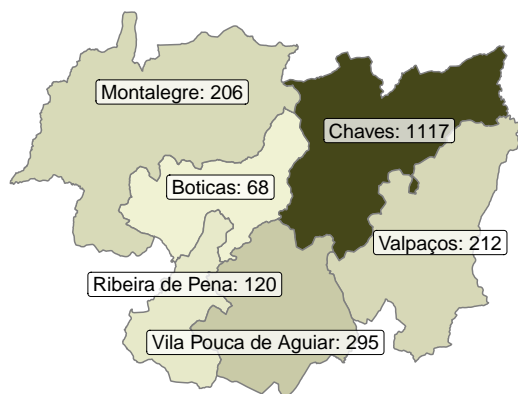 Montalegre: 206
Chaves: 1117
Boticas: 68
Valpaços: 212
Ribeira de Pena: 120
Vila Pouca de Aguiar: 295